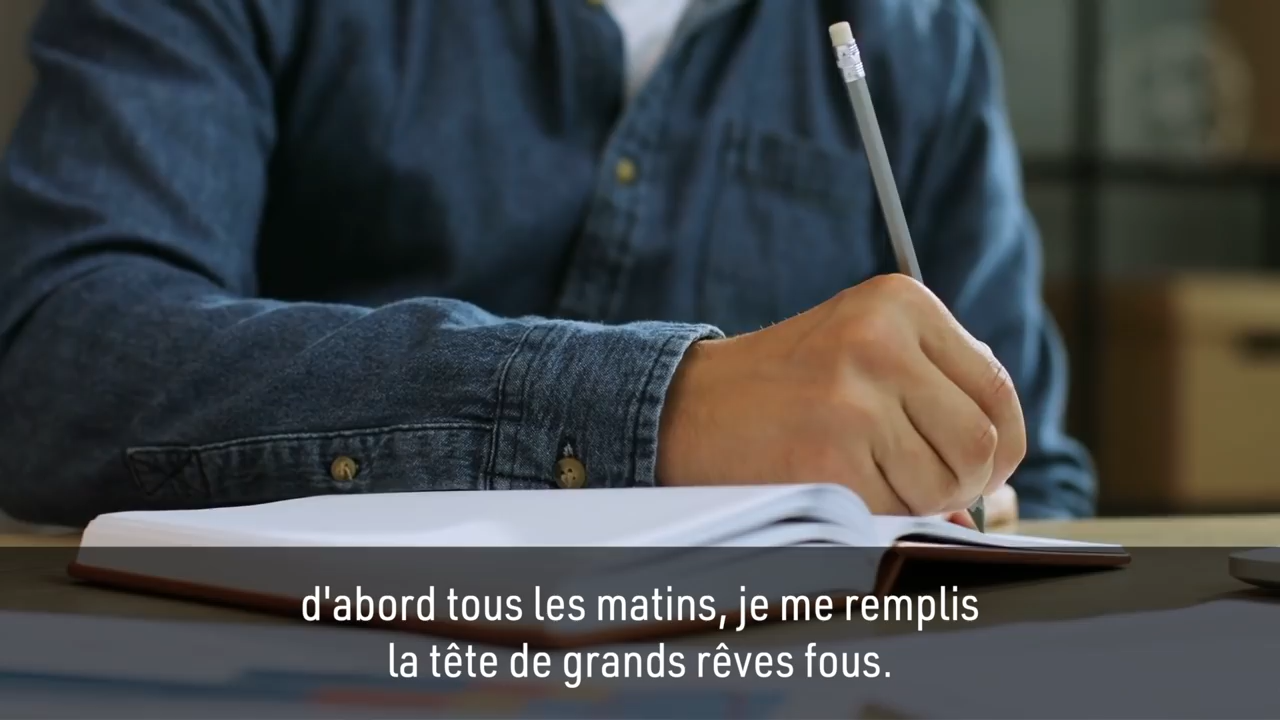 d'abord tous les matins, je me remplis
la tête de grands rêves fous.